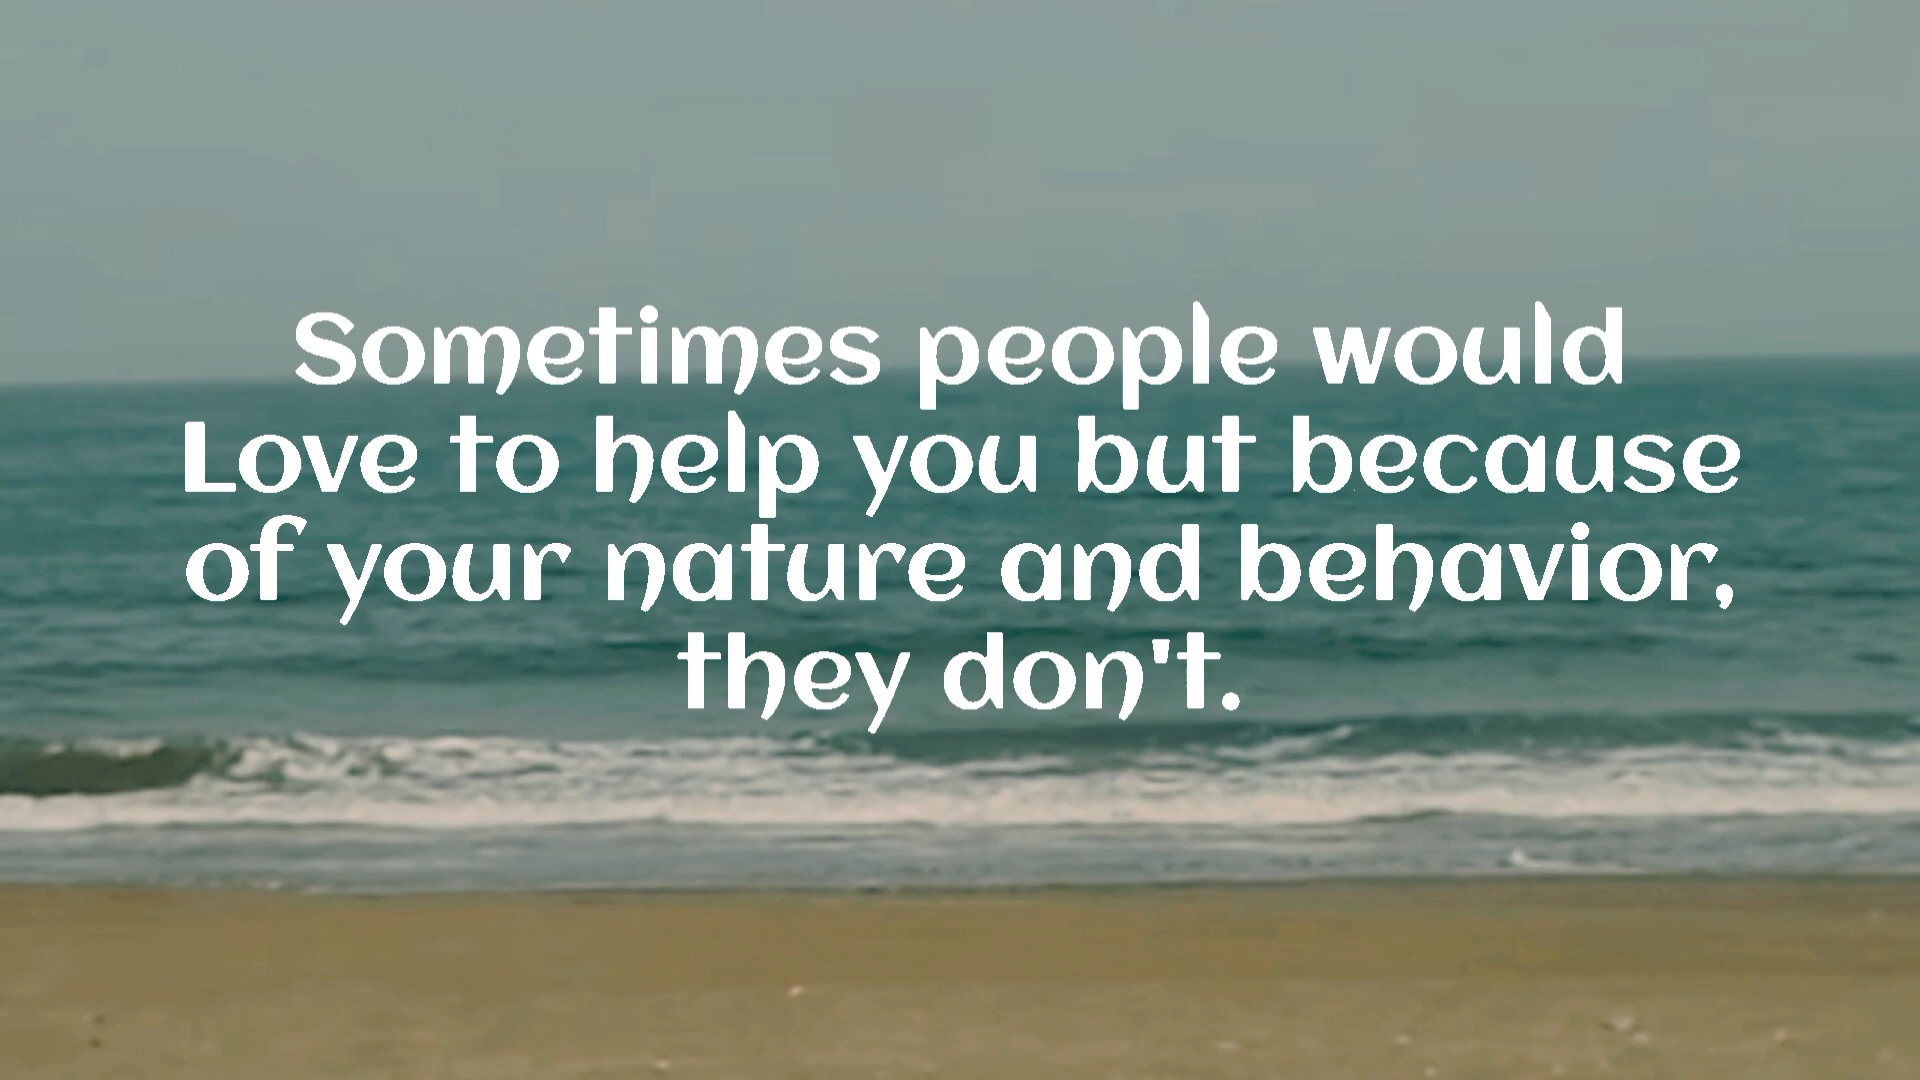 Sometimes people would
Love to help you but because
of your nature and behavior,
they don't.